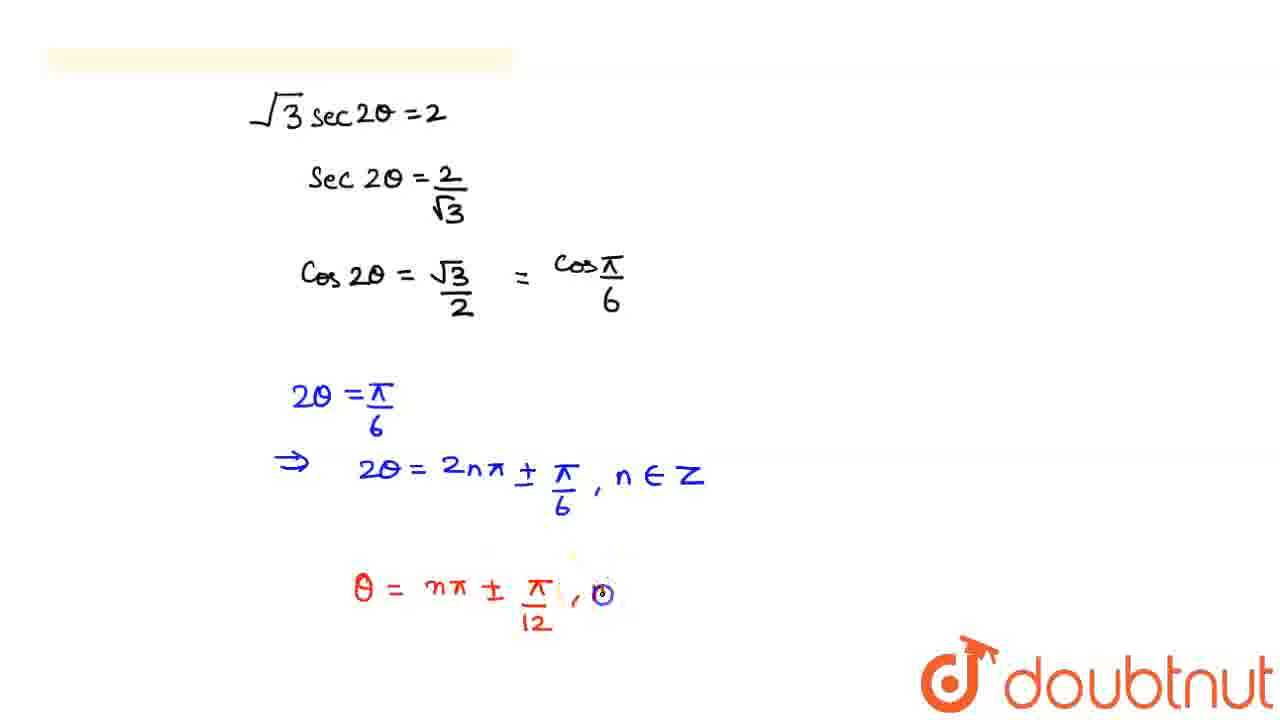 √3 sec 2θ = 2
sec 2θ = 2/√3
Cos 2θ = √3/2 = cos π/6
2θ = π/6
⇒ 2θ = 2nπ ± π/6 , n ∈ Z
θ = nπ ± π/12 , n
doubtnut